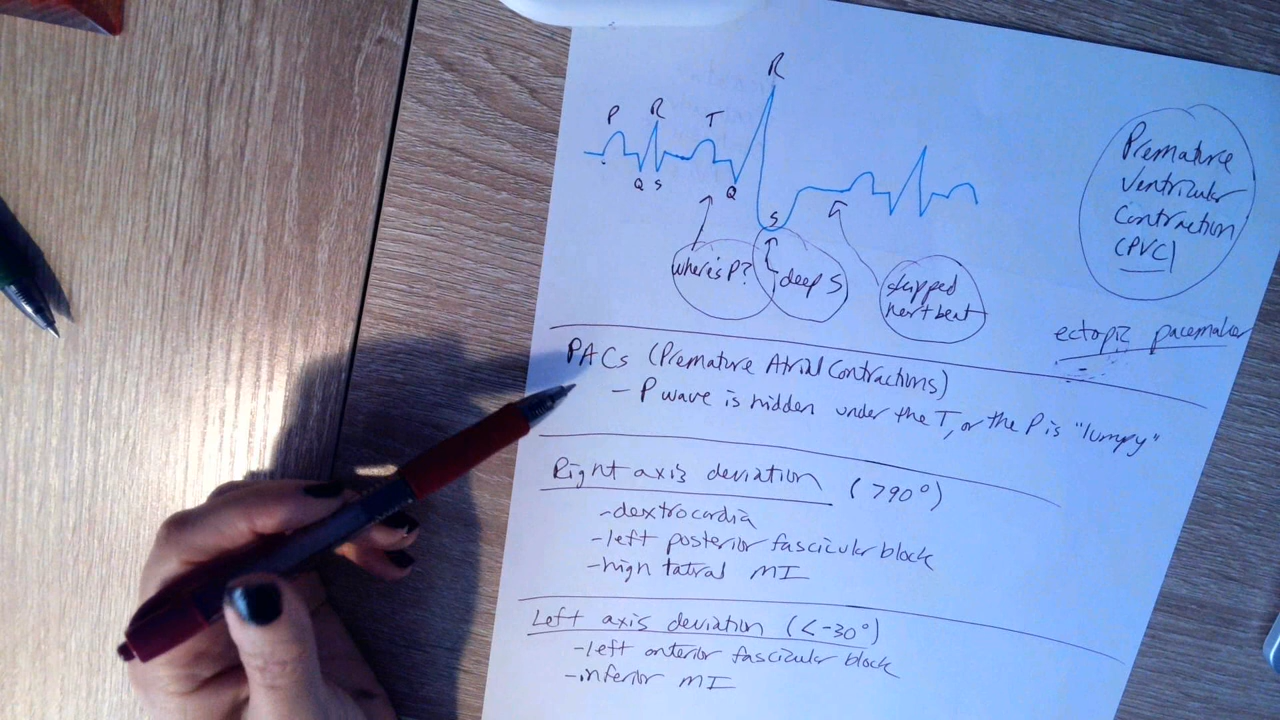 R
P R T
Q S Q
S
where's P?
deep S
skipped
heartbeat
Premature
Ventricular
Contraction
(PVC)
ectopic pacemaker
PACs (Premature Atrial Contractions)
- P wave is hidden under the T, or the P is "lumpy"
Right axis deviation (>90°)
- dextrocardia
- left posterior fascicular block
- high lateral MI
Left axis deviation (<-30°)
- left anterior fascicular block
- inferior MI